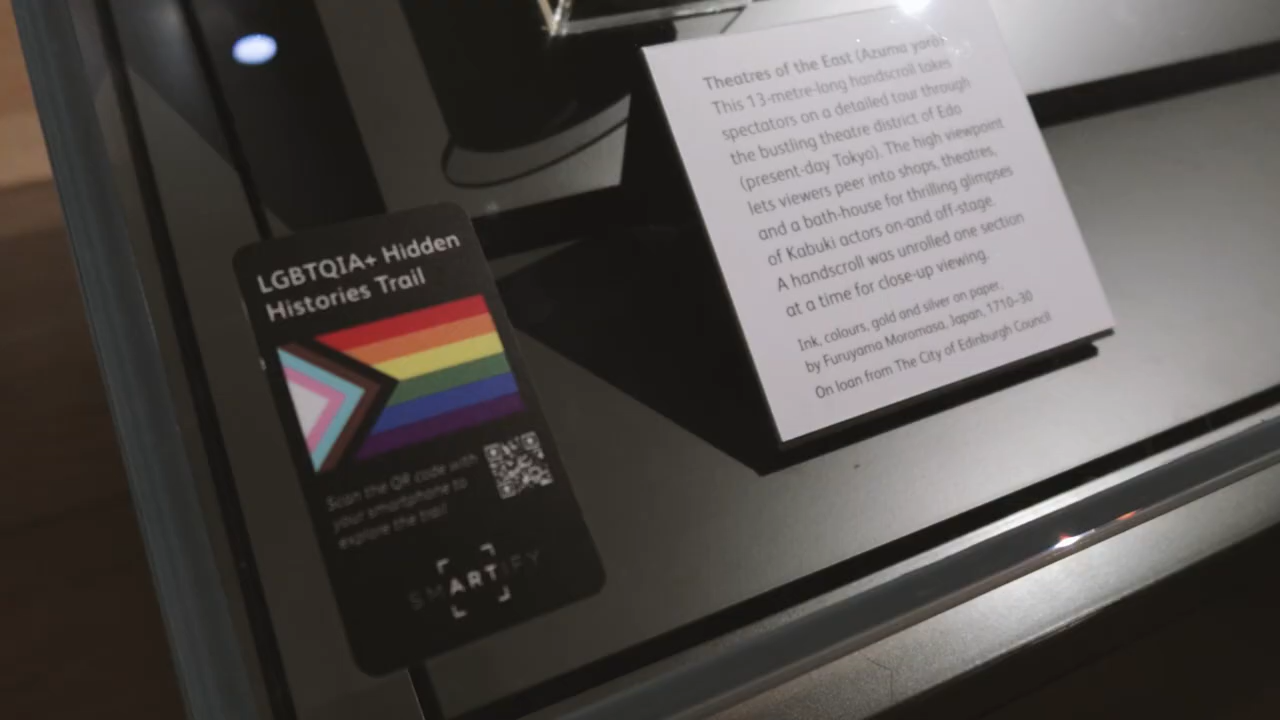 LGBTQIA+ Hidden
Histories Trail
Scan the QR code with
your smartphone to
explore the trail
SMARTIFY
Theatres of the East (Azuma yarō)
This 13-metre-long handscroll takes
spectators on a detailed tour through
the bustling theatre district of Edo
(present-day Tokyo). The high viewpoint
lets viewers peer into shops, theatres,
and a bath-house for thrilling glimpses
of Kabuki actors on-and off-stage.
A handscroll was unrolled one section
at a time for close-up viewing.
Ink, colours, gold and silver on paper,
by Furuyama Moromasa, Japan, 1710–30
On loan from The City of Edinburgh Council